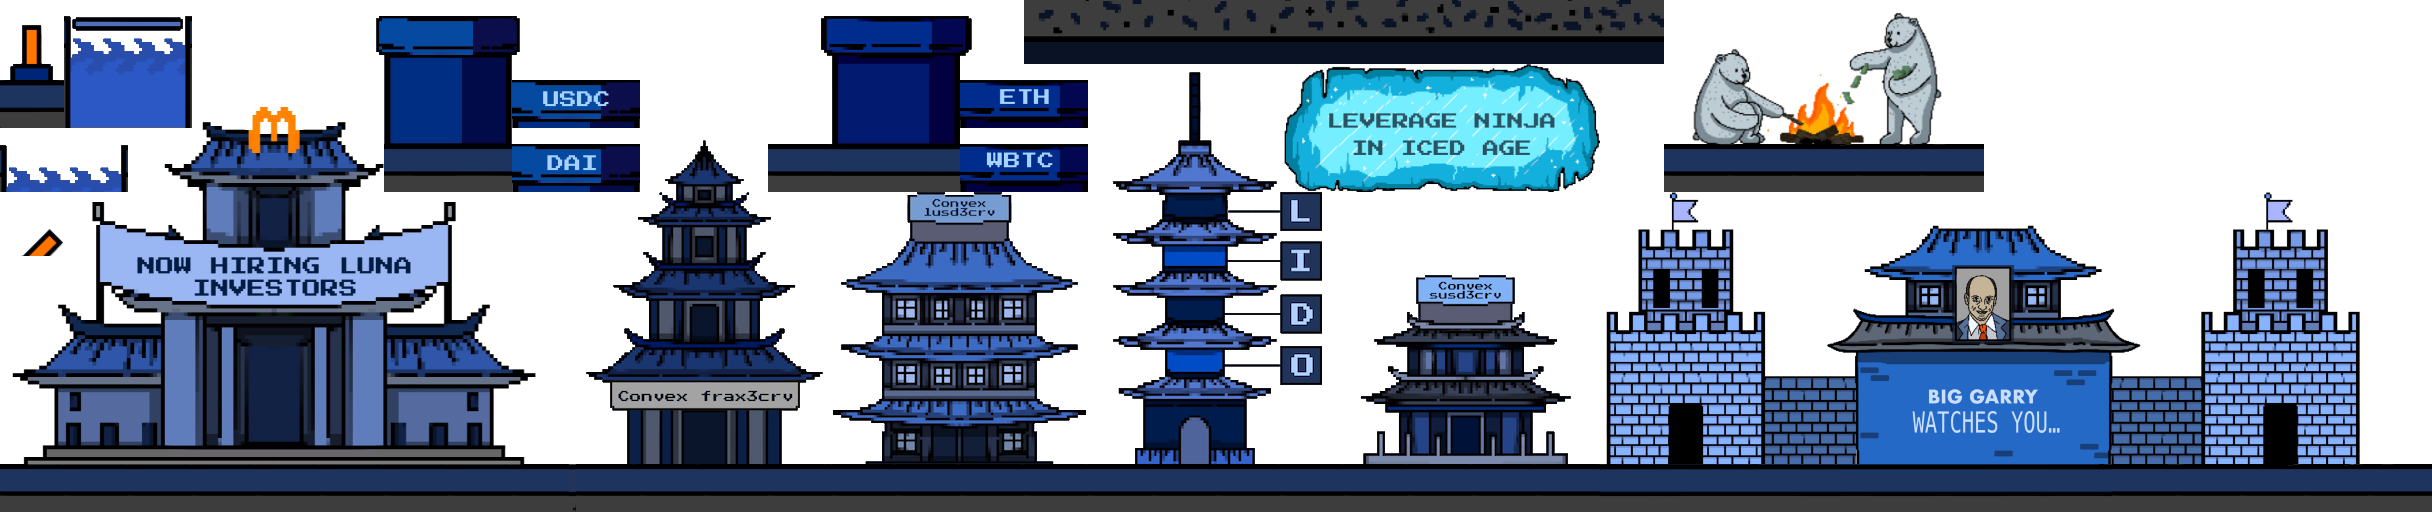 USDC
DAI
ETH
WBTC
LEVERAGE NINJA
IN ICED AGE
NOW HIRING LUNA
INVESTORS
Convex frax3crv
Convex
lusd3crv
L
I
D
O
Convex
susd3crv
BIG GARRY
WATCHES YOU...